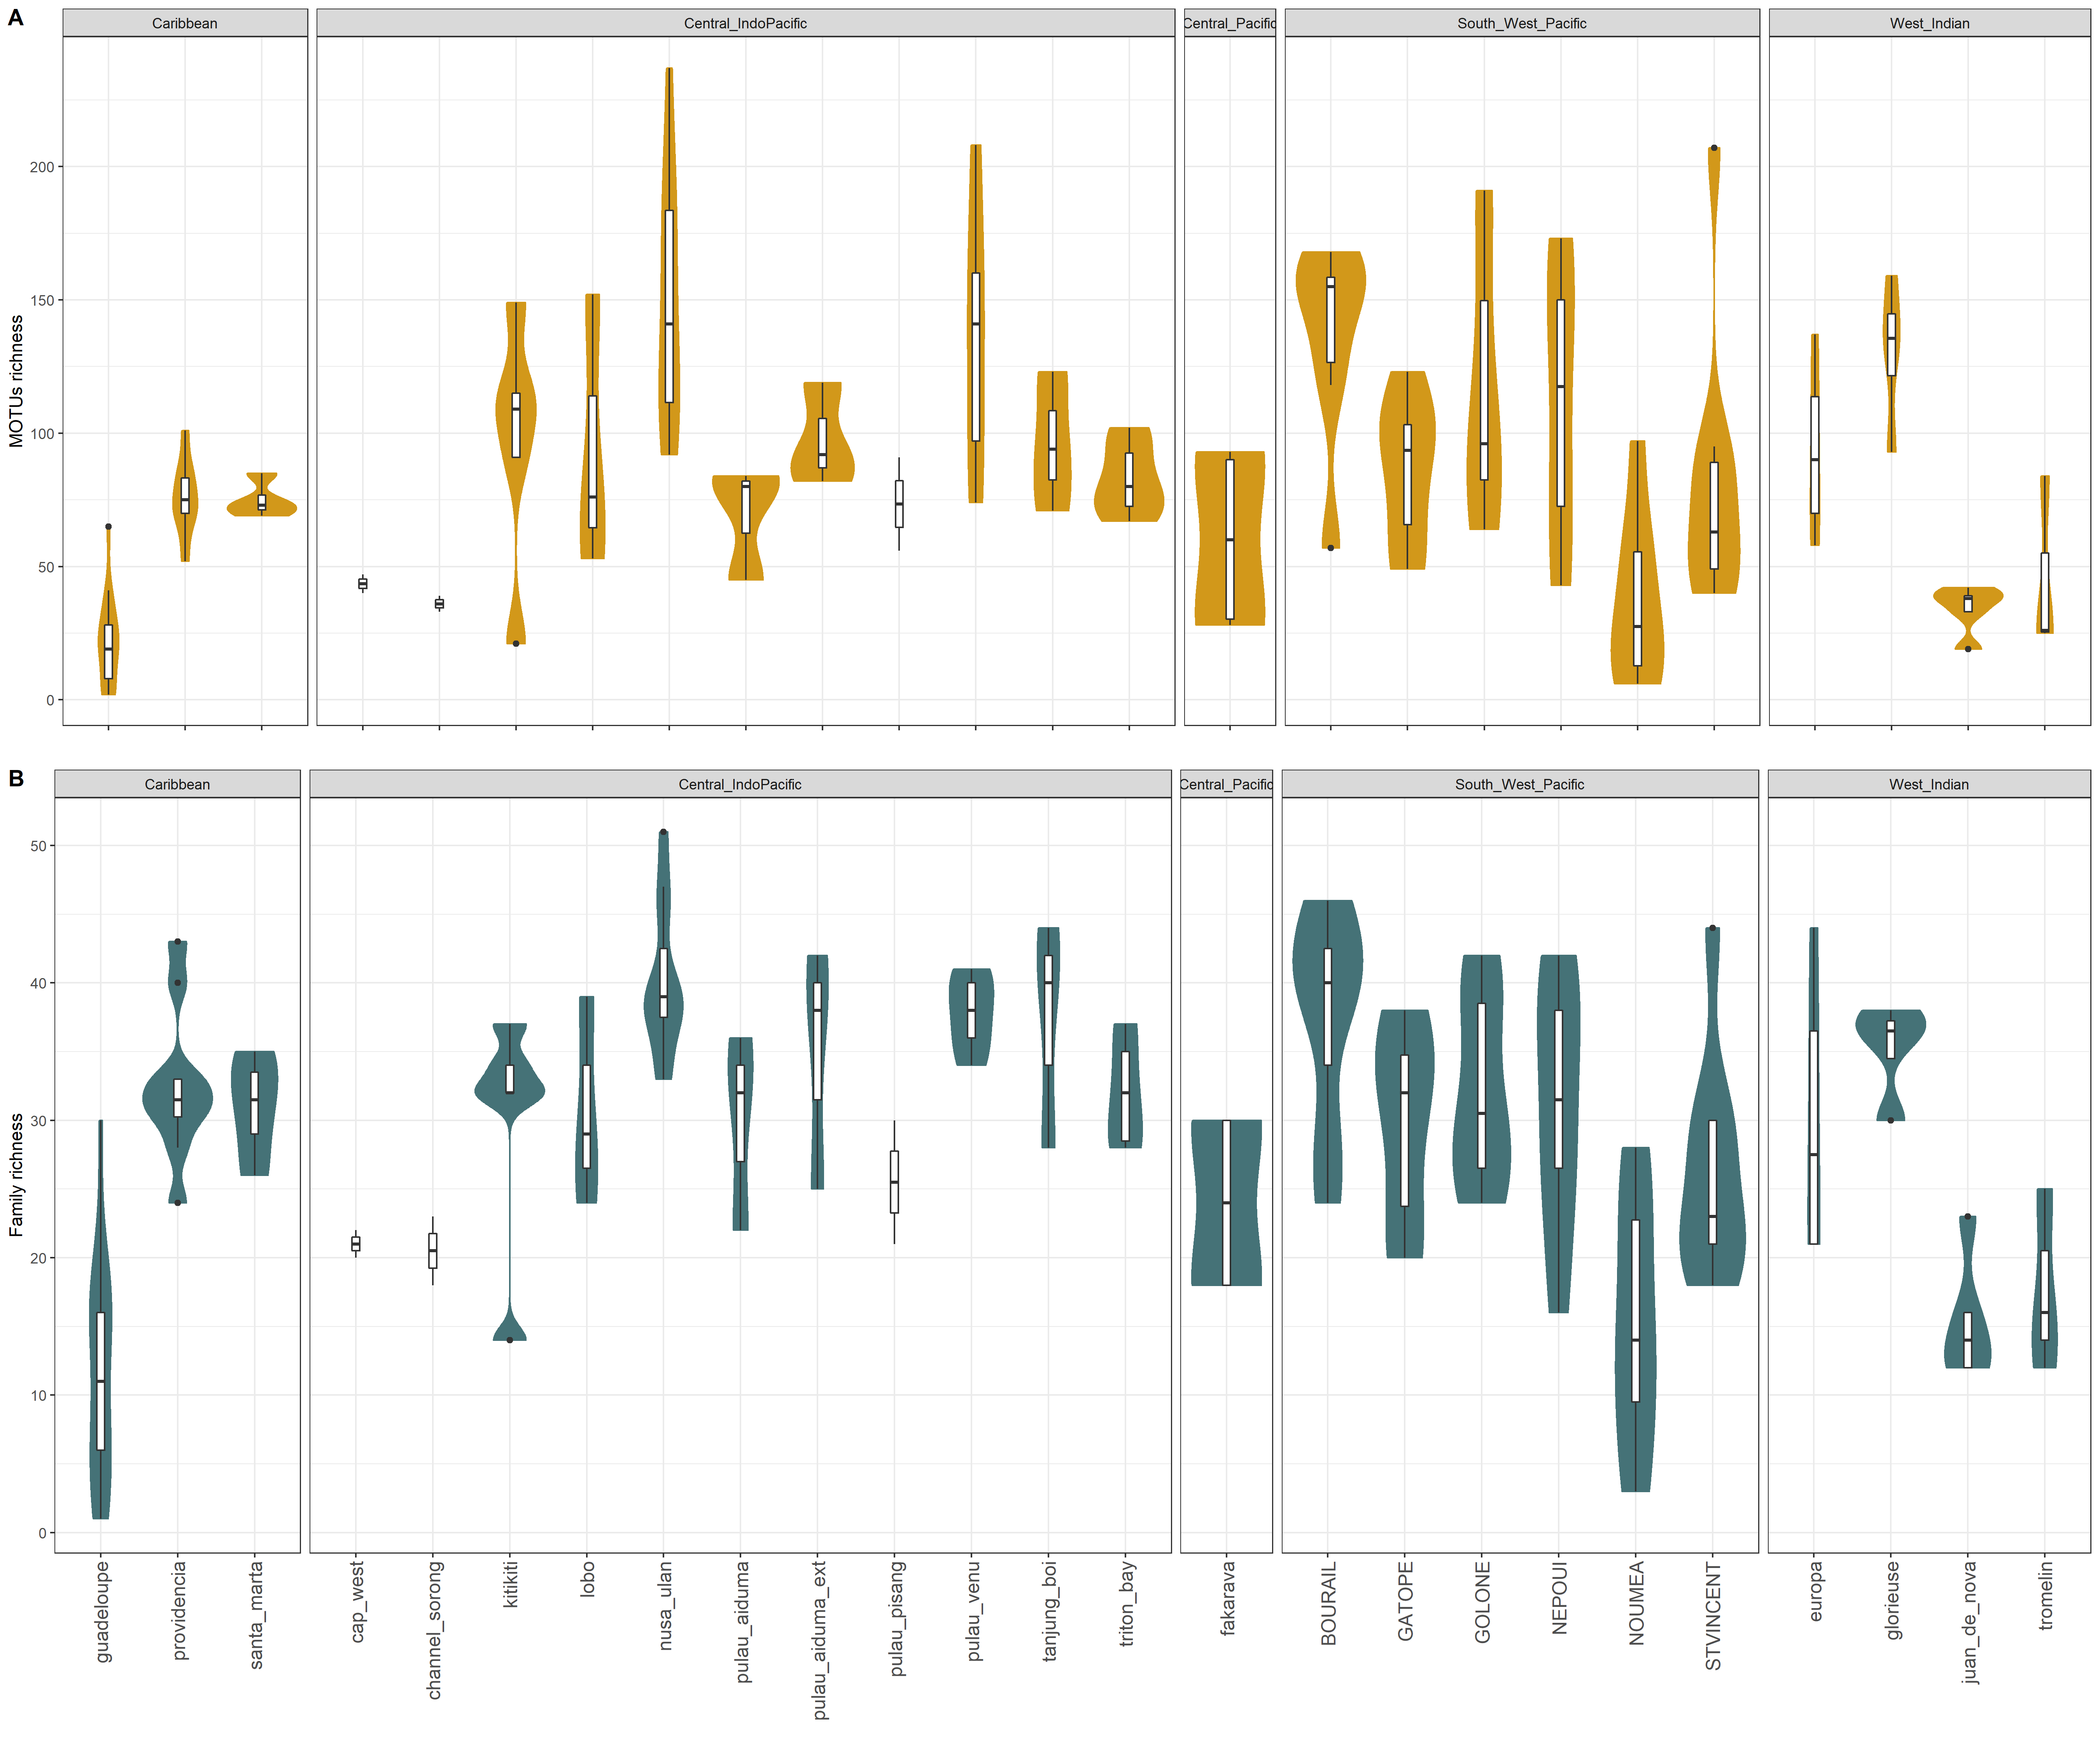 A
Caribbean
Central_IndoPacific
Central_Pacific
South_West_Pacific
West_Indian
MOTUs richness
200
150
100
50
0
B
Caribbean
Central_IndoPacific
Central_Pacific
South_West_Pacific
West_Indian
Family richness
50
40
30
20
10
0
guadeloupe
providencia
santa_marta
cap_west
channel_sorong
kitikiti
lobo
nusa_ulan
pulau_aiduma
pulau_aiduma_ext
pulau_pisang
pulau_venu
tanjung_boi
triton_bay
fakarava
BOURAIL
GATOPE
GOLONE
NEPOUI
NOUMEA
STVINCENT
europa
glorieuse
juan_de_nova
tromelin